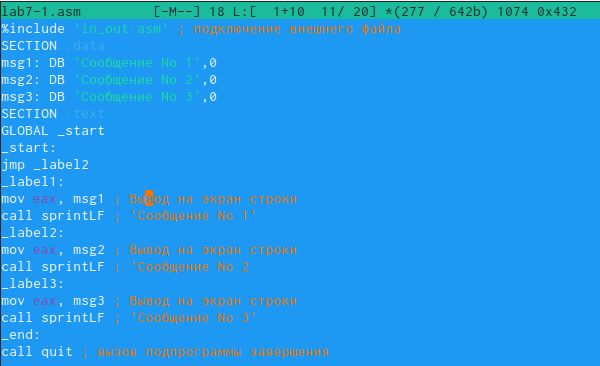 lab7-1.asm [-M--] 18 L:[ 1+10 11/ 20] *(277 / 642b) 1074 0x432
%include 'in_out.asm' ; подключение внешнего файла
SECTION .data
msg1: DB 'Сообщение No 1',0
msg2: DB 'Сообщение No 2',0
msg3: DB 'Сообщение No 3',0
SECTION .text
GLOBAL _start
_start:
jmp _label2
_label1:
mov eax, msg1 ; Вывод на экран строки
call sprintLF ; 'Сообщение No 1'
_label2:
mov eax, msg2 ; Вывод на экран строки
call sprintLF ; 'Сообщение No 2
_label3:
mov eax, msg3 ; Вывод на экран строки
call sprintLF ; 'Сообщение No 3'
_end:
call quit ; вызов подпрограммы завершения